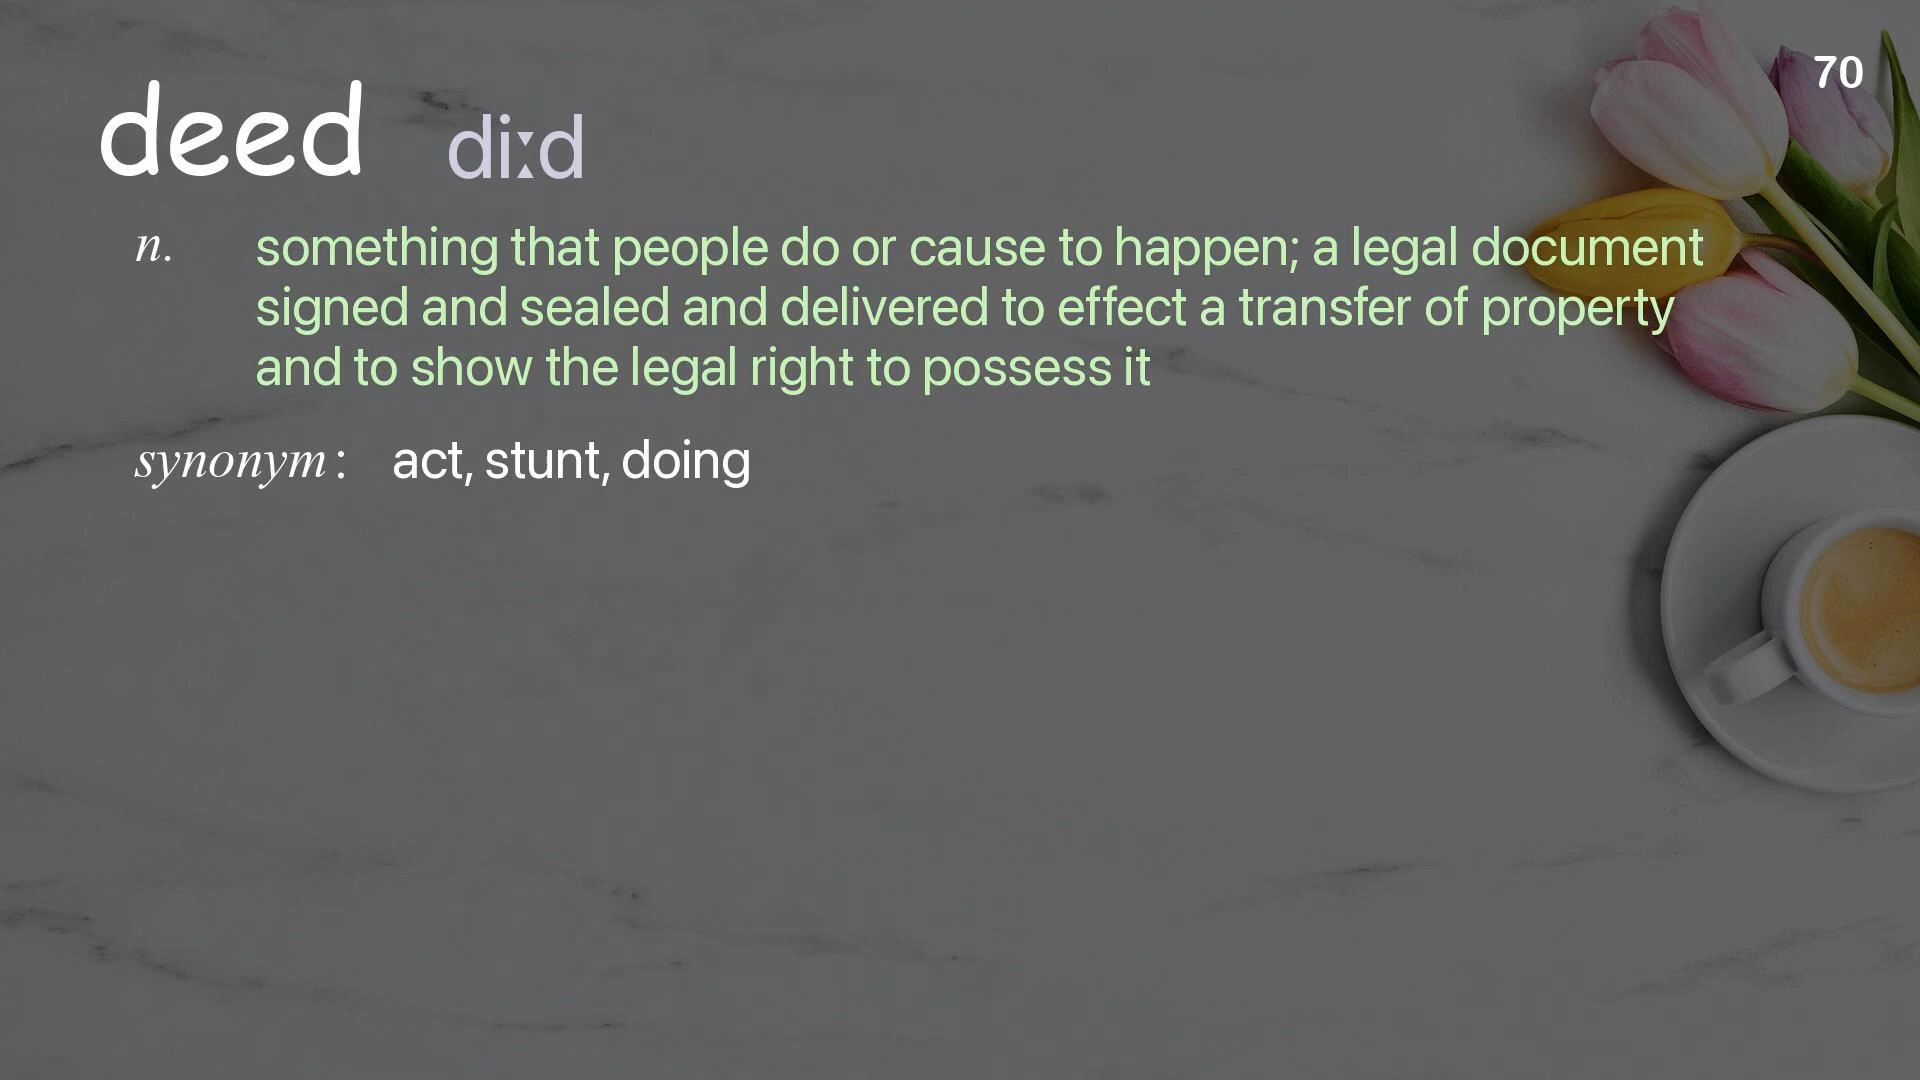 70
deed diːd
n. something that people do or cause to happen; a legal document
signed and sealed and delivered to effect a transfer of property
and to show the legal right to possess it
synonym: act, stunt, doing